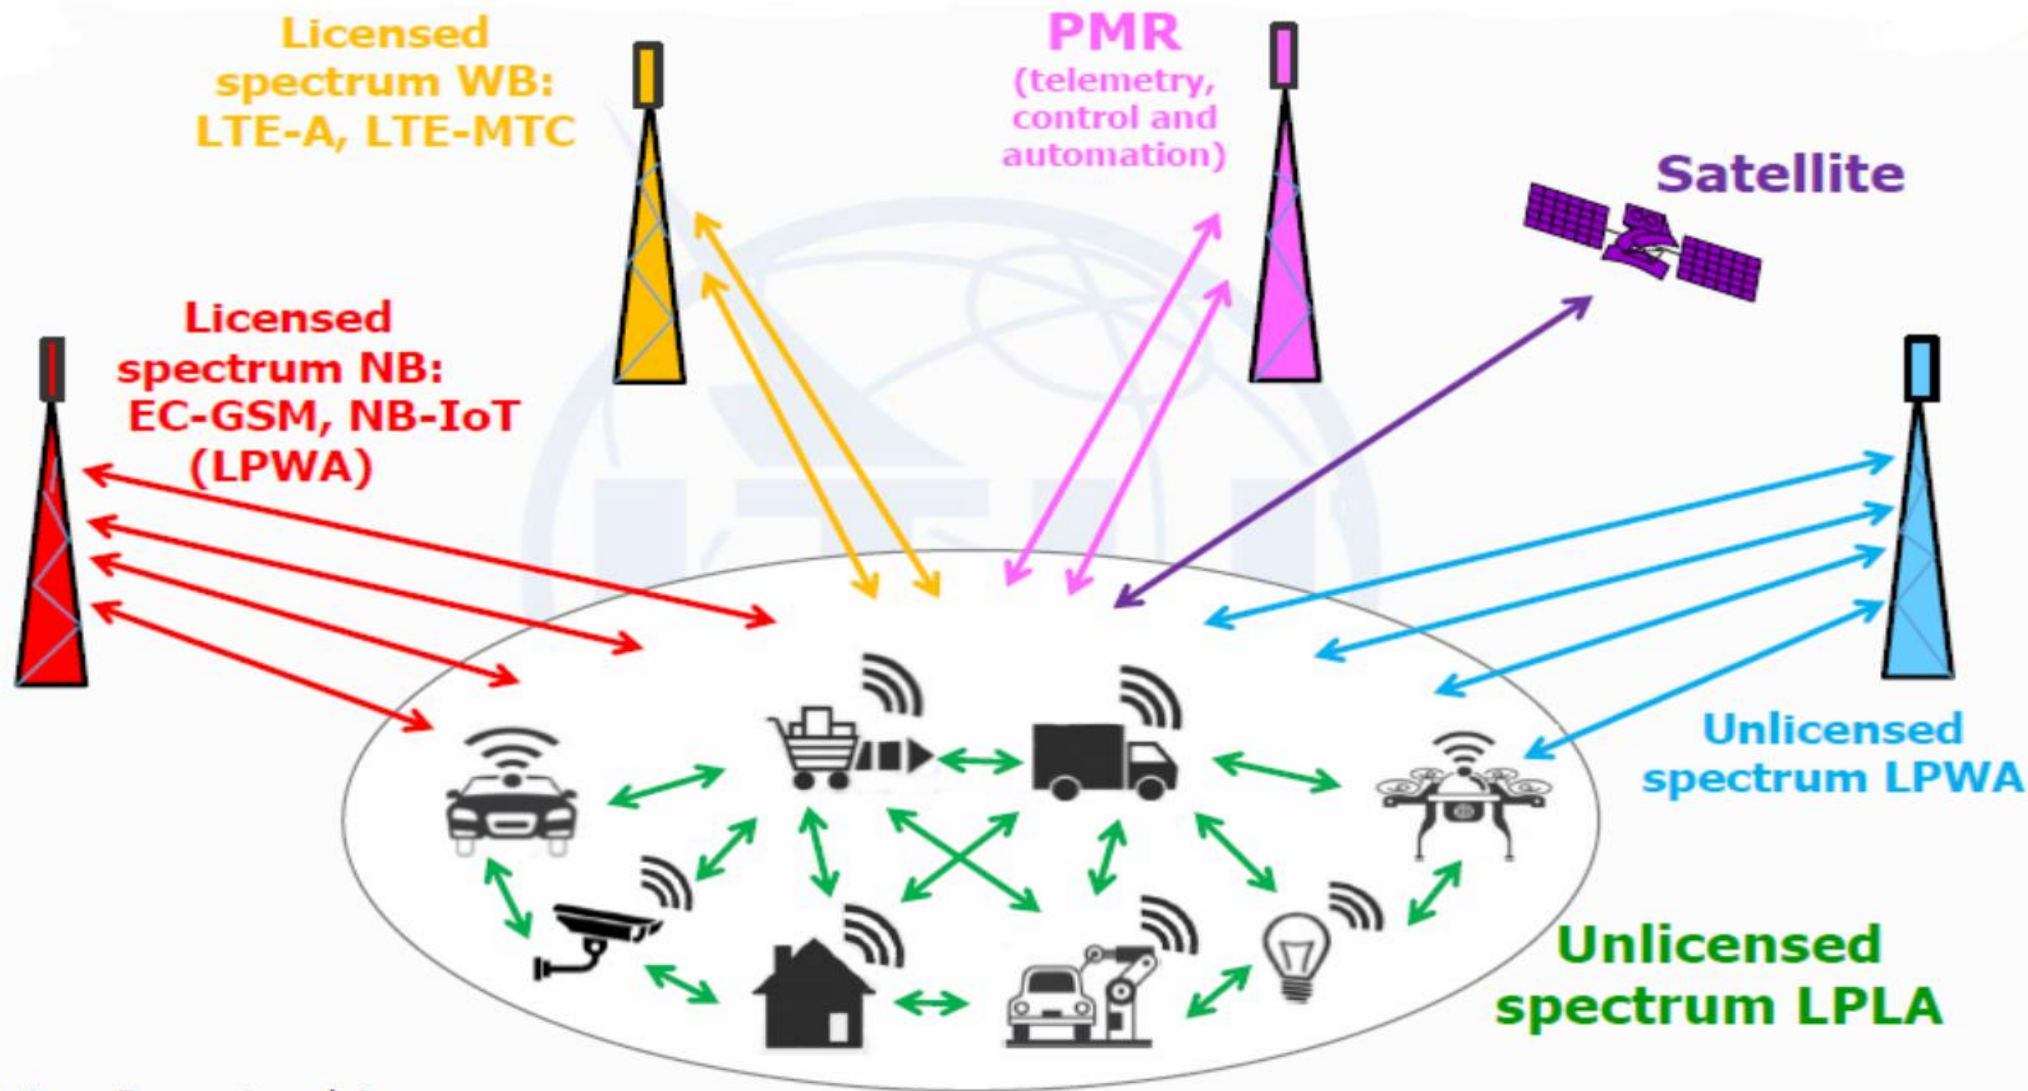 Licensed
spectrum WB:
LTE-A, LTE-MTC
PMR
(telemetry,
control and
automation)
Satellite
Licensed
spectrum NB:
EC-GSM, NB-IoT
(LPWA)
ITU
Unlicensed
spectrum LPWA
Unlicensed
spectrum LPLA